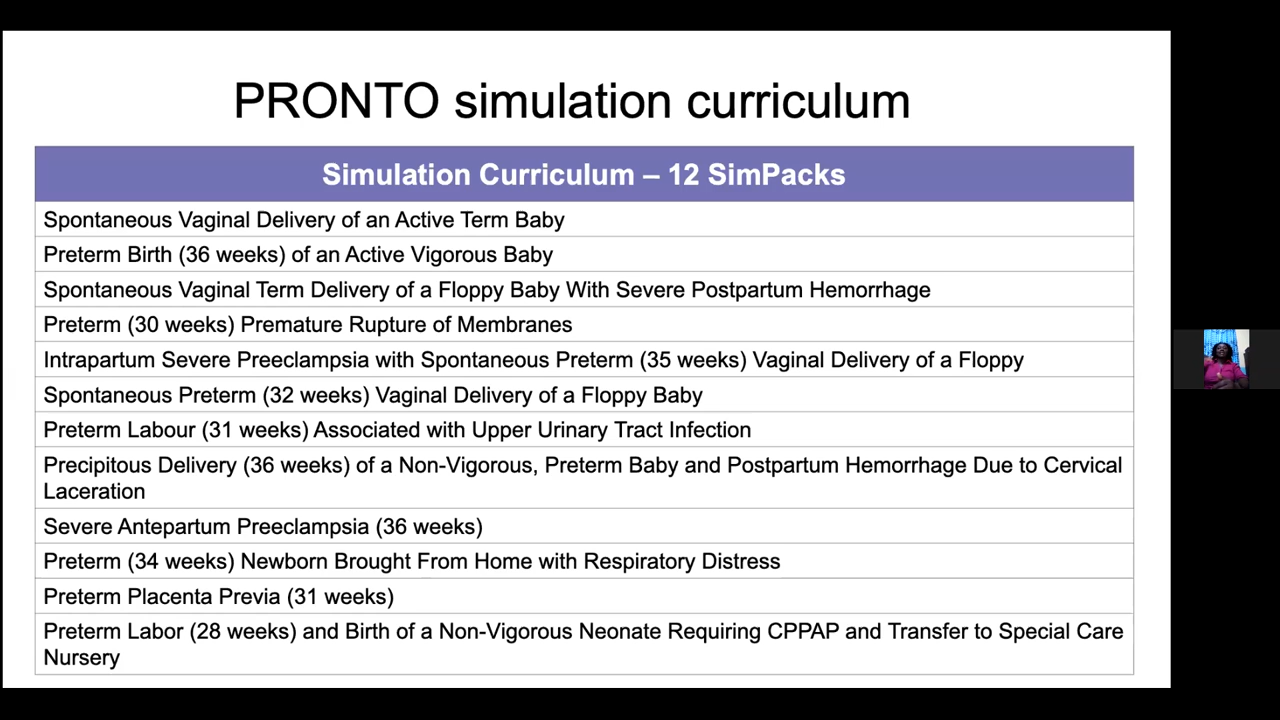 PRONTO simulation curriculum
Simulation Curriculum – 12 SimPacks
Spontaneous Vaginal Delivery of an Active Term Baby
Preterm Birth (36 weeks) of an Active Vigorous Baby
Spontaneous Vaginal Term Delivery of a Floppy Baby With Severe Postpartum Hemorrhage
Preterm (30 weeks) Premature Rupture of Membranes
Intrapartum Severe Preeclampsia with Spontaneous Preterm (35 weeks) Vaginal Delivery of a Floppy
Spontaneous Preterm (32 weeks) Vaginal Delivery of a Floppy Baby
Preterm Labour (31 weeks) Associated with Upper Urinary Tract Infection
Precipitous Delivery (36 weeks) of a Non-Vigorous, Preterm Baby and Postpartum Hemorrhage Due to Cervical
Laceration
Severe Antepartum Preeclampsia (36 weeks)
Preterm (34 weeks) Newborn Brought From Home with Respiratory Distress
Preterm Placenta Previa (31 weeks)
Preterm Labor (28 weeks) and Birth of a Non-Vigorous Neonate Requiring CPPAP and Transfer to Special Care
Nursery